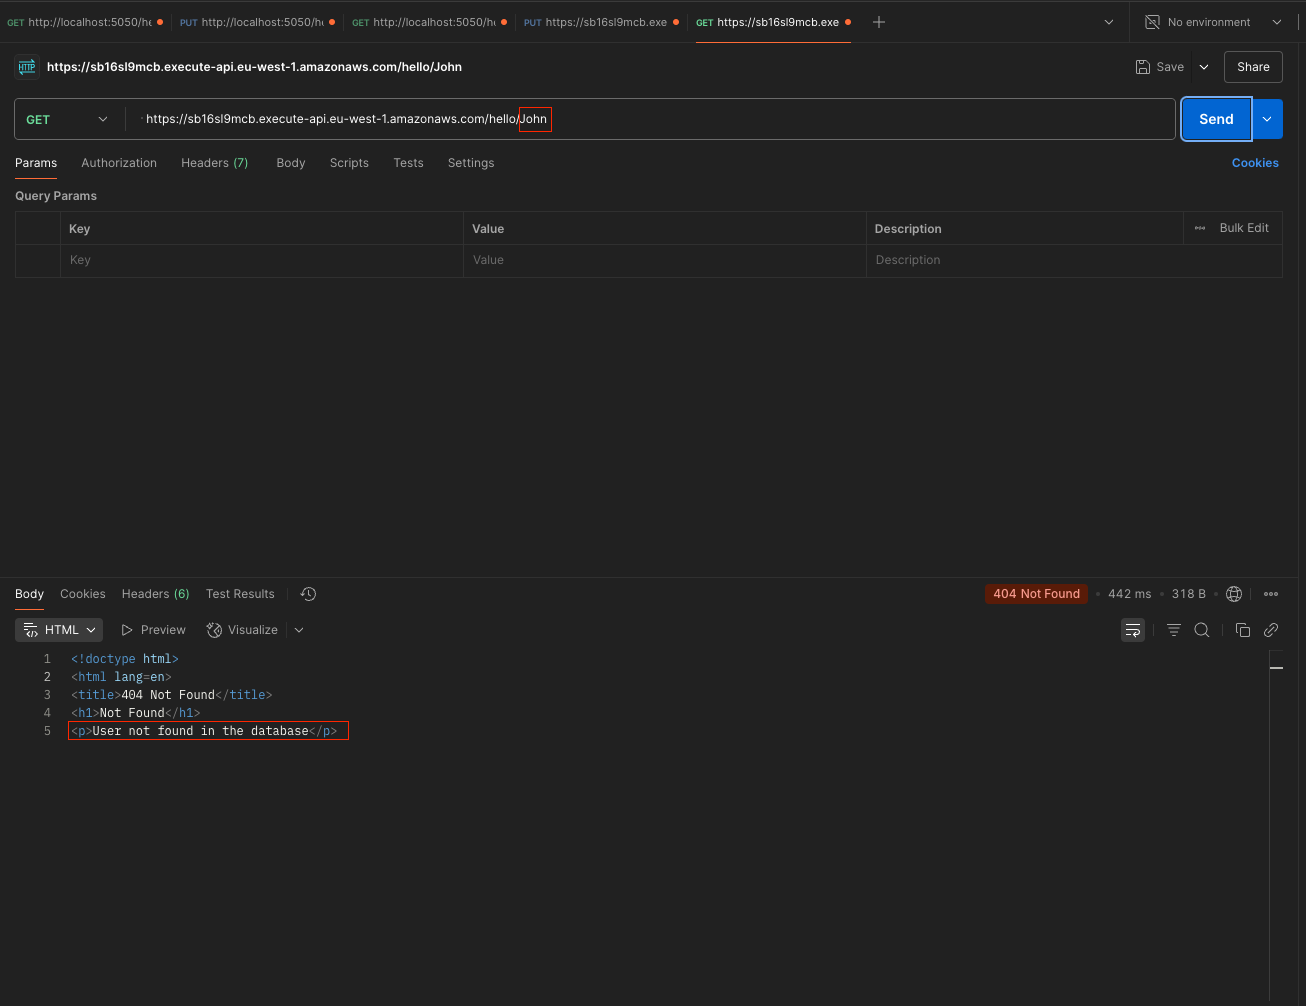 GET http://localhost:5050/he PUT http://localhost:5050/h GET http://localhost:5050/h PUT https://sb16sl9mcb.exe GET https://sb16sl9mcb.exe No environment
HTTP https://sb16sl9mcb.execute-api.eu-west-1.amazonaws.com/hello/John Save Share
GET https://sb16sl9mcb.execute-api.eu-west-1.amazonaws.com/hello/John Send
Params Authorization Headers (7) Body Scripts Tests Settings Cookies
Query Params
Key Value Description Bulk Edit
Key Value Description
Body Cookies Headers (6) Test Results 404 Not Found • 442 ms • 318 B
HTML Preview Visualize
1 <!doctype html>
2 <html lang=en>
3 <title>404 Not Found</title>
4 <h1>Not Found</h1>
5 <p>User not found in the database</p>